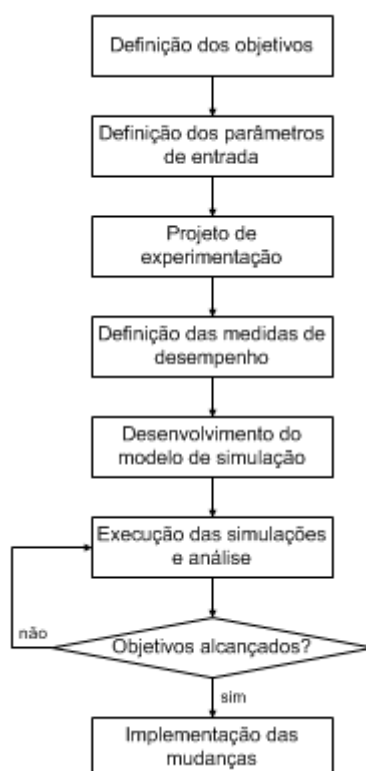 Definição dos objetivos
Definição dos parâmetros
de entrada
Projeto de
experimentação
Definição das medidas de
desempenho
Desenvolvimento do
modelo de simulação
Execução das simulações
e análise
não
Objetivos alcançados?
sim
Implementação das
mudanças